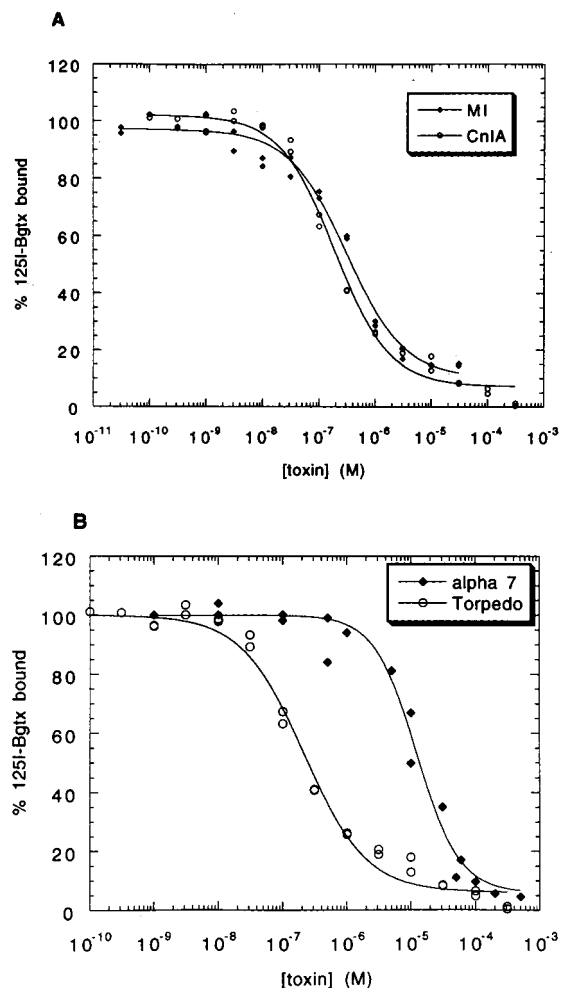 A
120
100
80
60
40
20
0
% 125I-Bgtx bound
MI
CnIA
10-11 10-10 10-9 10-8 10-7 10-6 10-5 10-4 10-3
[toxin] (M)
B
120
100
80
60
40
20
0
% 125I-Bgtx bound
alpha 7
Torpedo
10-10 10-9 10-8 10-7 10-6 10-5 10-4 10-3
[toxin] (M)